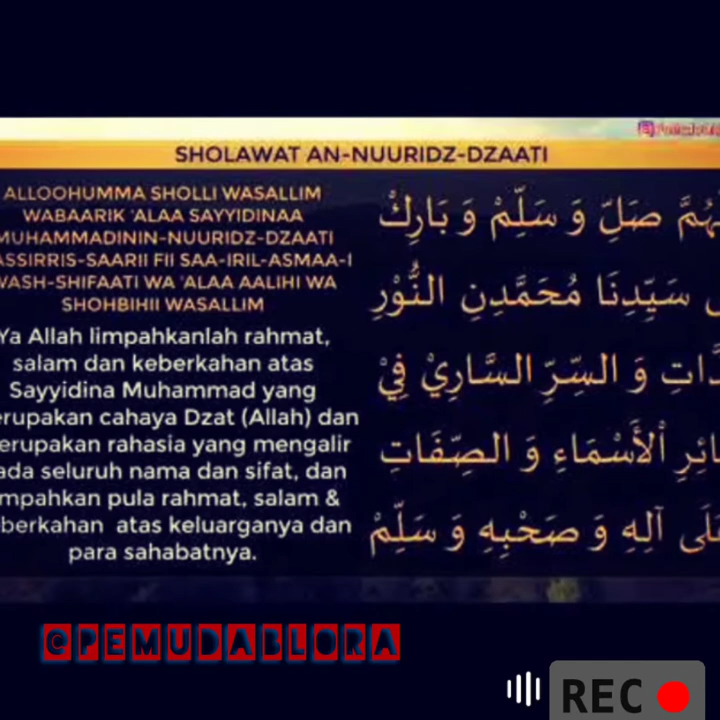 SHOLAWAT AN-NUURIDZ-DZAATI
ALLOOHUMMA SHOLLI WASALLIM
WABAARIK 'ALAA SAYYIDINAA
MUHAMMADININ-NUURIDZ-DZAATI
ASSIRRIS-SAARII FII SAA-IRIL-ASMAA-I
WASH-SHIFAATI WA 'ALAA AALIHI WA
SHOHBIHII WASALLIM
Ya Allah limpahkanlah rahmat,
salam dan keberkahan atas
Sayyidina Muhammad yang
erupakan cahaya Dzat (Allah) dan
erupakan rahasia yang mengalir
ada seluruh nama dan sifat, dan
mpahkan pula rahmat, salam &
berkahan atas keluarganya dan
para sahabatnya.
هُمَّ صَلِّ وَ سَلِّمْ وَ بَارِكْ
سَيِّدِنَا مُحَمَّدِنِ النُّوْرِ
ذَاتِ وَ السِّرِّ السَّارِيْ فِيْ
ائِرِ اْلأَسْمَاءِ وَ الصِّفَاتِ
لَى آلِهِ وَ صَحْبِهِ وَ سَلِّمْ
@PEMUDABLORA
REC